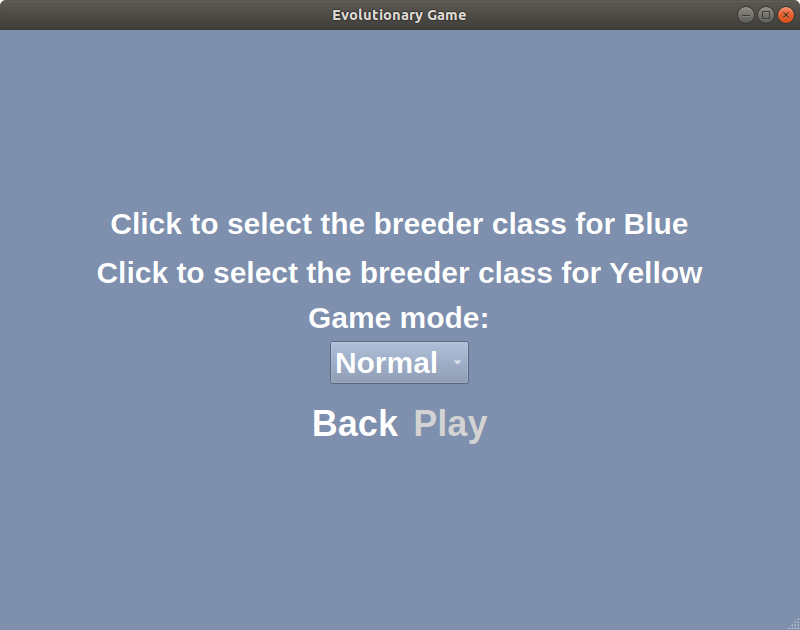 Evolutionary Game
Click to select the breeder class for Blue
Click to select the breeder class for Yellow
Game mode:
Normal
Back Play